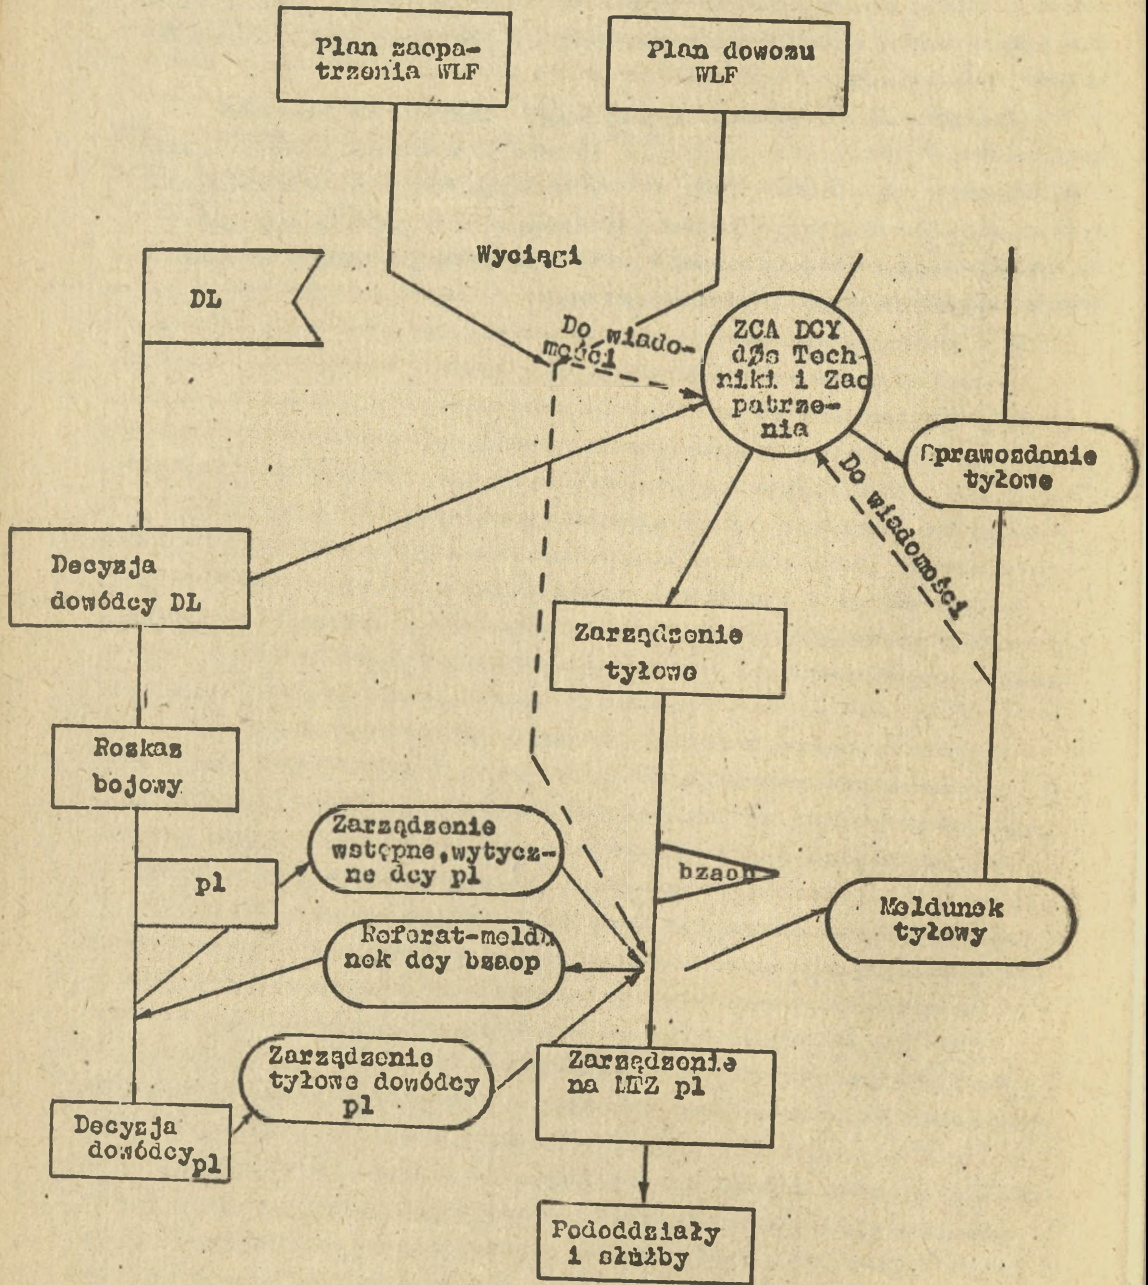 Plan zaopa-
trzenia WLF
Plan dowozu
WLF
Wyciągi
DL
Do wiado-
mości
ZCA DCY
d/s Tech-
niki i Zao
patrze-
nia
Sprawozdanie
tyłowe
Do wiadomości
Decyzja
dowódcy DL
Zarządzenie
tyłowe
Rozkaz
bojowy
Zarządzenie
wstępne,wytycz-
ne dcy pl
pl
bzaop
Meldunek
tyłowy
Referat-meldu
nek dcy bzaop
Zarządzenie
tyłowe dowódcy
pl
Zarządzenie
na MTZ pl
Decyzja
dowódcy pl
Pododdziały
i służby